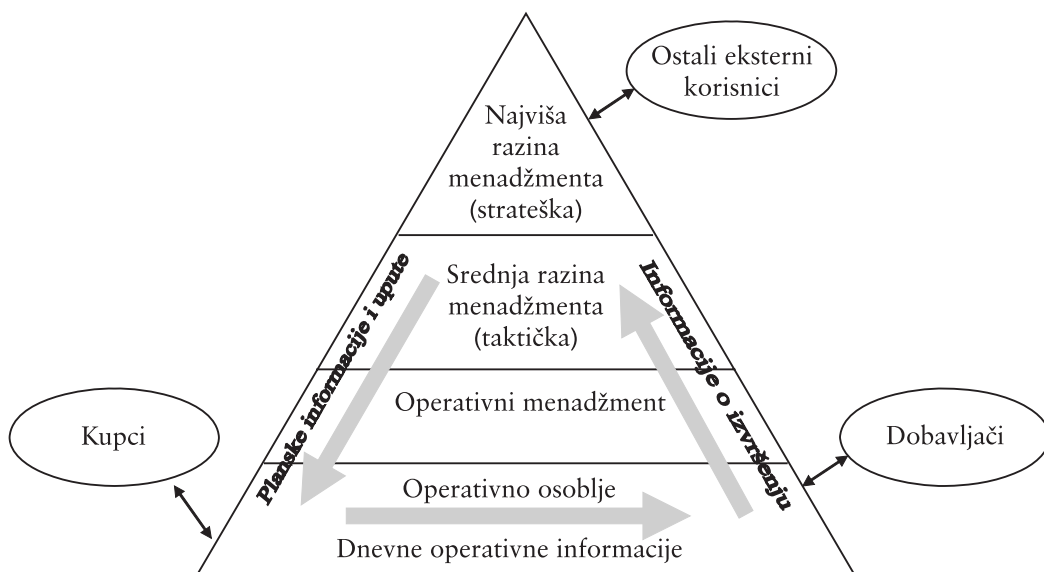 Ostali eksterni
korisnici
Najviša
razina
menadžmenta
(strateška)
Planske informacije i upute
Srednja razina
menadžmenta
(taktička)
Informacije o izvršenju
Operativni menadžment
Kupci
Dobavljači
Operativno osoblje
Dnevne operativne informacije